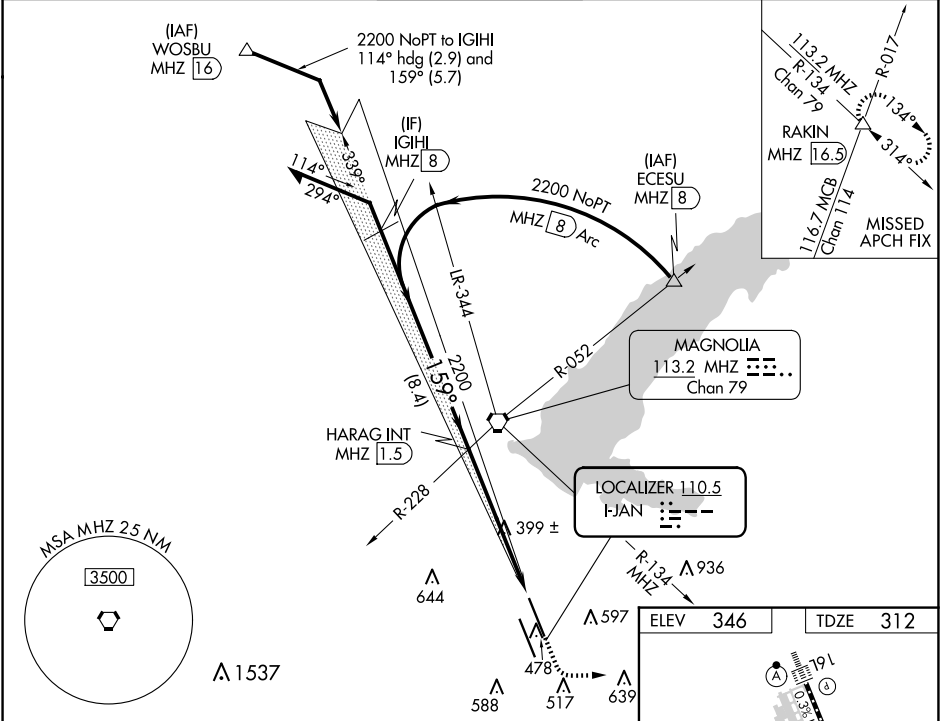 (IAF)
WOSBU
MHZ 16
2200 NoPT to IGIHI
114° hdg (2.9) and
159° (5.7)
(IF)
IGIHI
MHZ 8
114°
294°
339°
2200 NoPT
MHZ 8 Arc
(IAF)
ECESU
MHZ 8
113.2 MHZ
R-134
Chan 79
R-017
134°
314°
RAKIN
MHZ 16.5
116.7 MCB
Chan 114
MISSED
APCH FIX
LR-344
R-052
2200
159°
(8.4)
MAGNOLIA
113.2 MHZ
Chan 79
HARAG INT
MHZ 1.5
R-228
LOCALIZER 110.5
I-JAN
399 ±
R-134
MHZ
936
644
597
MSA MHZ 25 NM
3500
1537
478
588
517
639
ELEV 346
TDZE 312
A
16L
P
0.3%